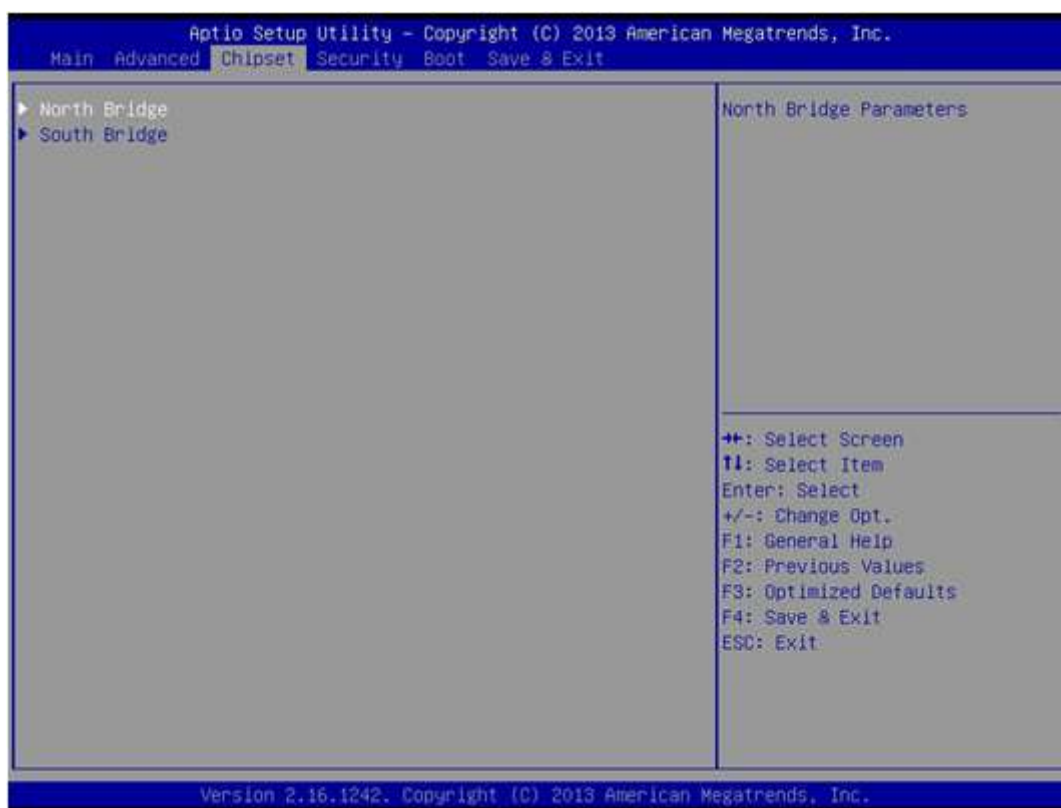 Aptio Setup Utility – Copyright (C) 2013 American Megatrends, Inc.
Main Advanced Chipset Security Boot Save & Exit
► North Bridge
► South Bridge
North Bridge Parameters
→←: Select Screen
↑↓: Select Item
Enter: Select
+/-: Change Opt.
F1: General Help
F2: Previous Values
F3: Optimized Defaults
F4: Save & Exit
ESC: Exit
Version 2.16.1242. Copyright (C) 2013 American Megatrends, Inc.